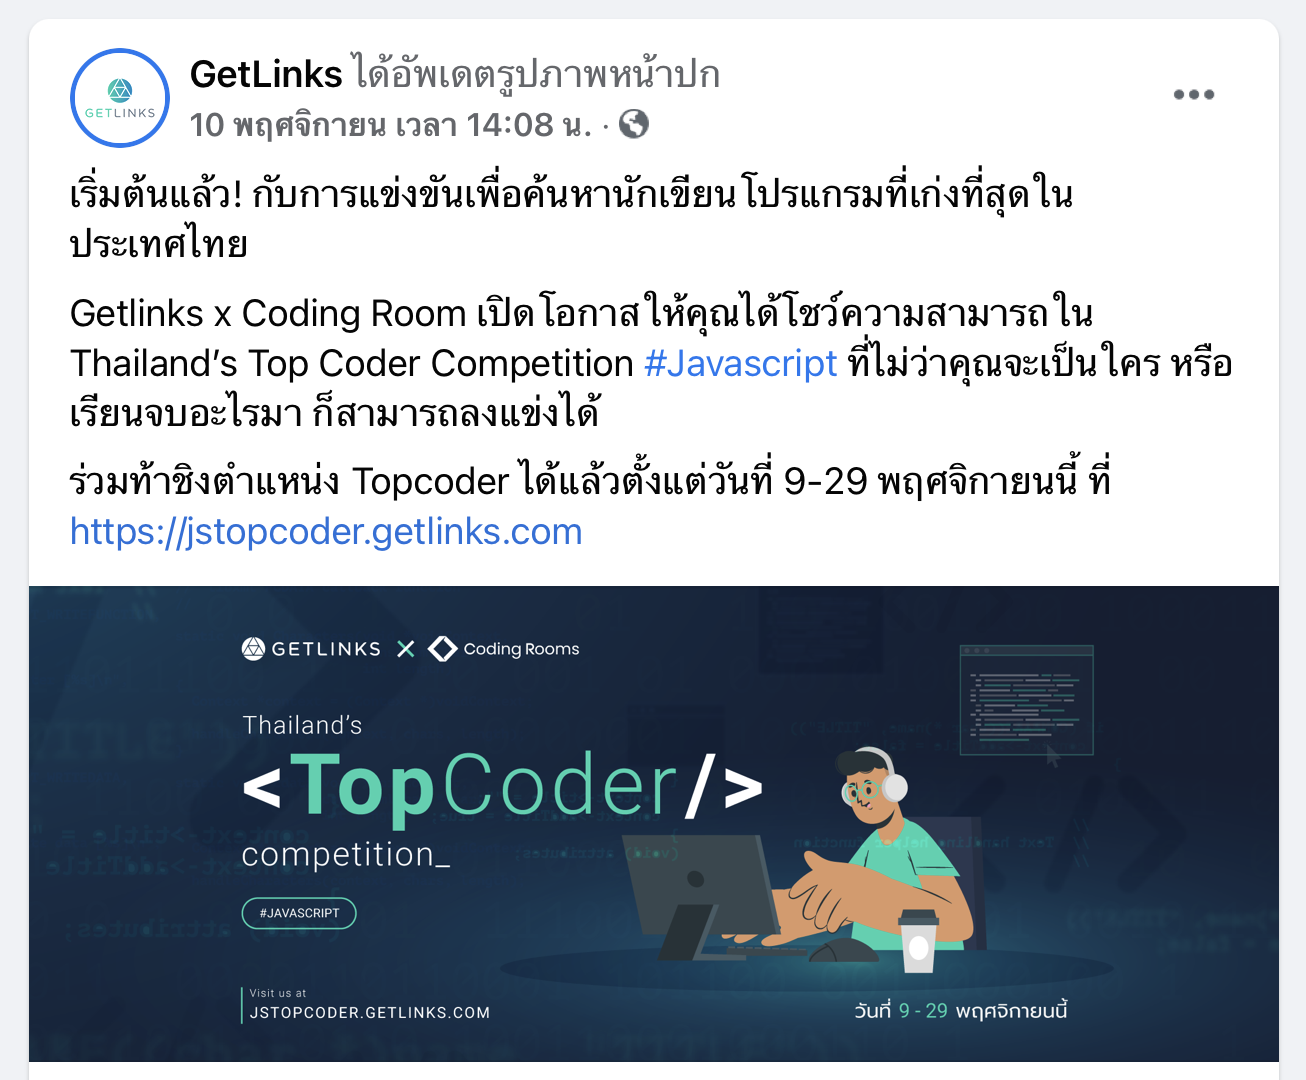 GetLinks ได้อัพเดตรูปภาพหน้าปก
10 พฤศจิกายน เวลา 14:08 น. ·
GETLINKS
เริ่มต้นแล้ว! กับการแข่งขันเพื่อค้นหานักเขียนโปรแกรมที่เก่งที่สุดใน
ประเทศไทย
Getlinks x Coding Room เปิดโอกาสให้คุณได้โชว์ความสามารถใน
Thailand’s Top Coder Competition #Javascript ที่ไม่ว่าคุณจะเป็นใคร หรือ
เรียนจบอะไรมา ก็สามารถลงแข่งได้
ร่วมท้าชิงตำแหน่ง Topcoder ได้แล้วตั้งแต่วันที่ 9-29 พฤศจิกายนนี้ ที่
https://jstopcoder.getlinks.com
GETLINKS X Coding Rooms
Thailand's
<TopCoder/>
competition_
#JAVASCRIPT
Visit us at
JSTOPCODER.GETLINKS.COM
วันที่ 9 - 29 พฤศจิกายนนี้